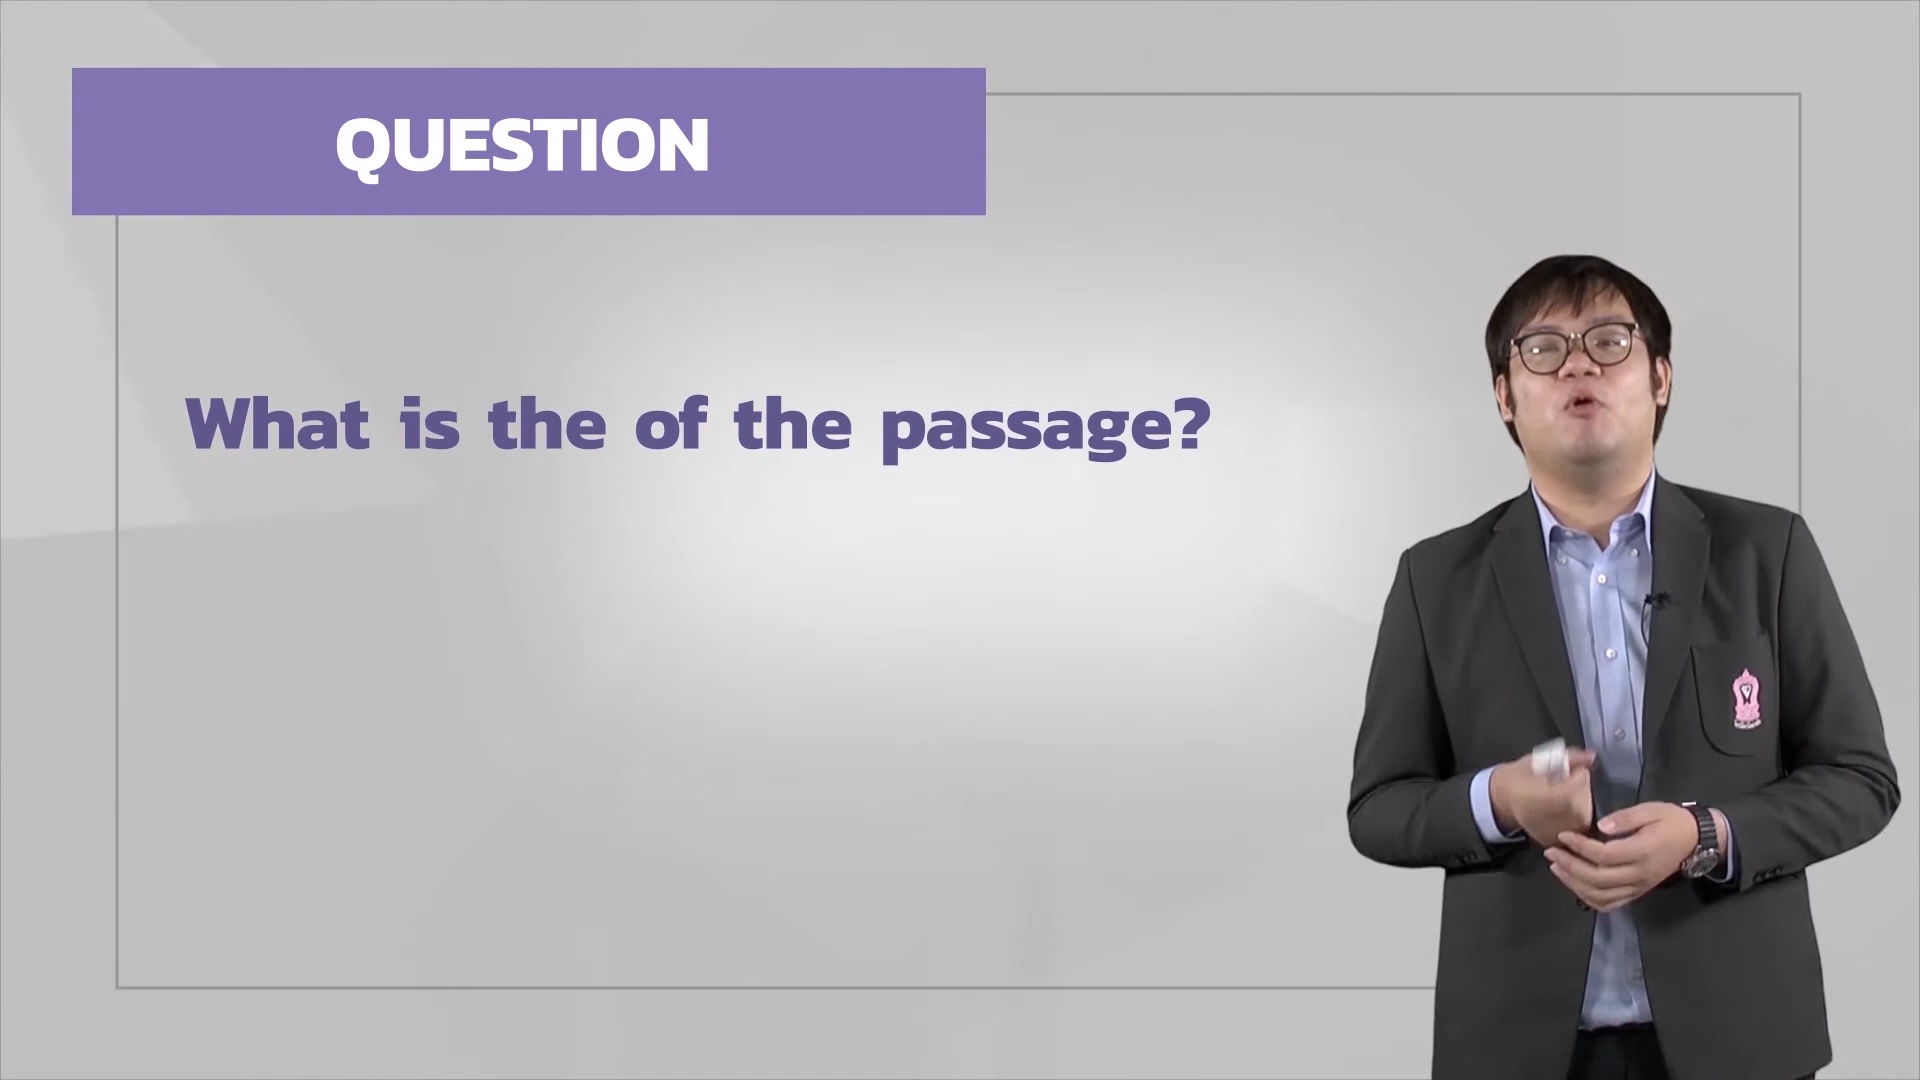 QUESTION
What is the of the passage?